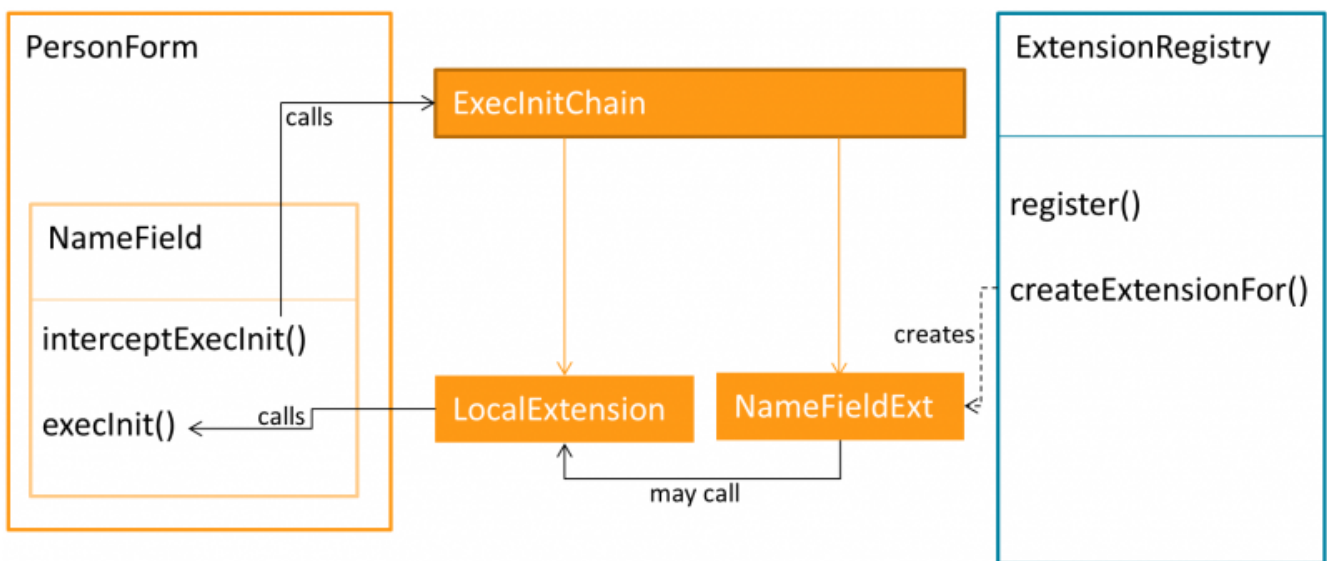 PersonForm
calls
ExecInitChain
ExtensionRegistry
NameField
interceptExecInit()
execInit()
calls
LocalExtension
NameFieldExt
may call
creates
register()
createExtensionFor()